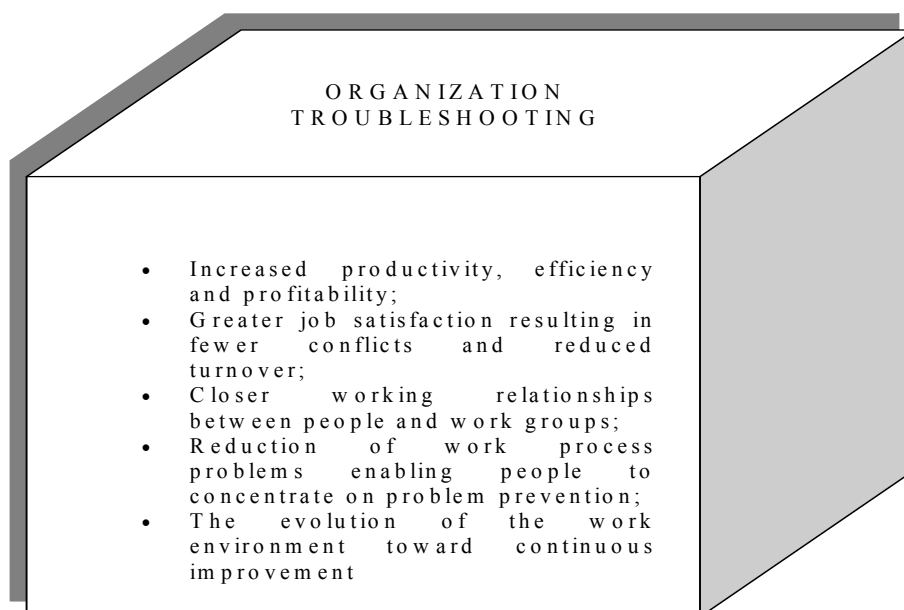 ORGANIZATION
TROUBLESHOOTING
• Increased productivity, efficiency
and profitability;
• Greater job satisfaction resulting in
fewer conflicts and reduced
turnover;
• Closer working relationships
between people and work groups;
• Reduction of work process
problems enabling people to
concentrate on problem prevention;
• The evolution of the work
environment toward continuous
improvement